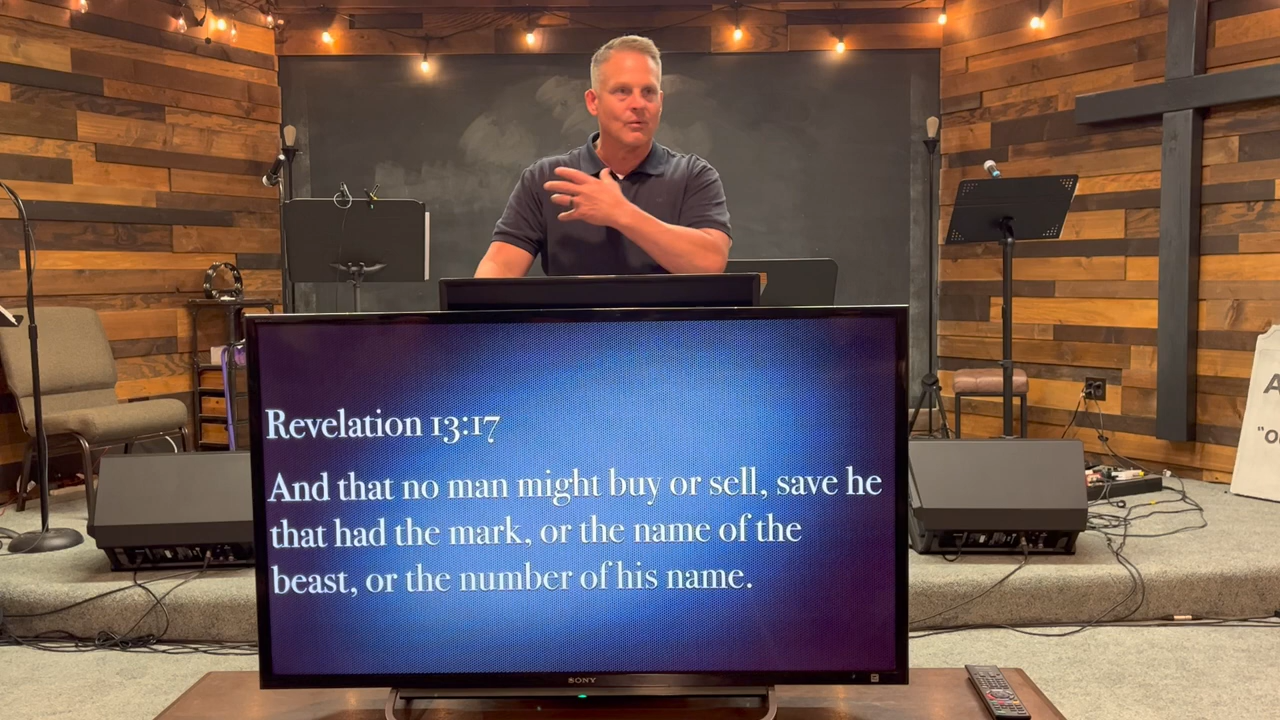 Revelation 13:17
And that no man might buy or sell, save he
that had the mark, or the name of the
beast, or the number of his name.
SONY